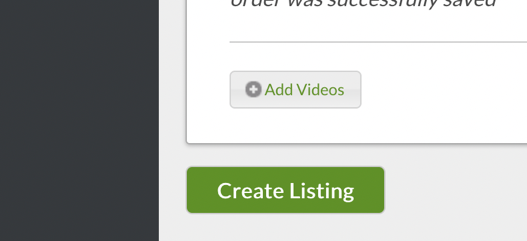 order was successfully saved
Add Videos
Create Listing